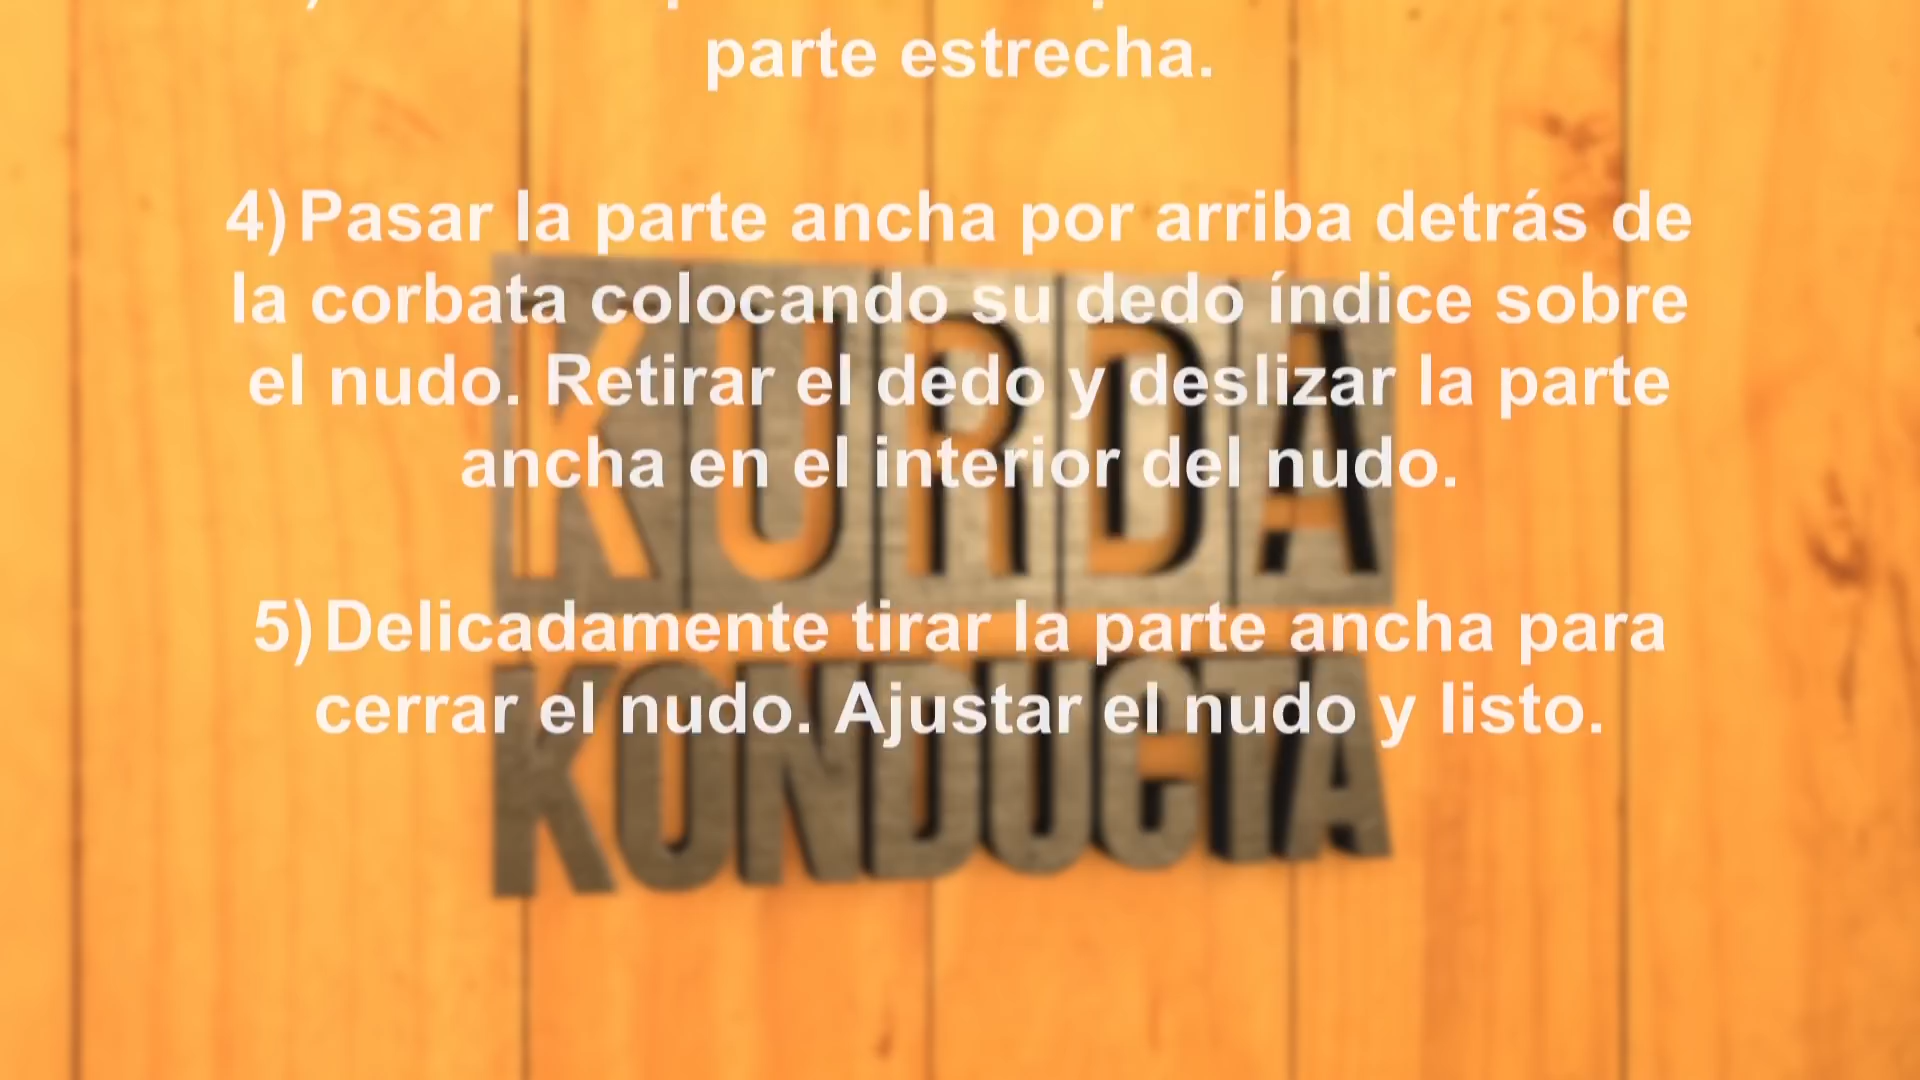 parte estrecha.
4) Pasar la parte ancha por arriba detrás de
la corbata colocando su dedo índice sobre
el nudo. Retirar el dedo y deslizar la parte
ancha en el interior del nudo.
5) Delicadamente tirar la parte ancha para
cerrar el nudo. Ajustar el nudo y listo.
KURDA
KONDUCTA